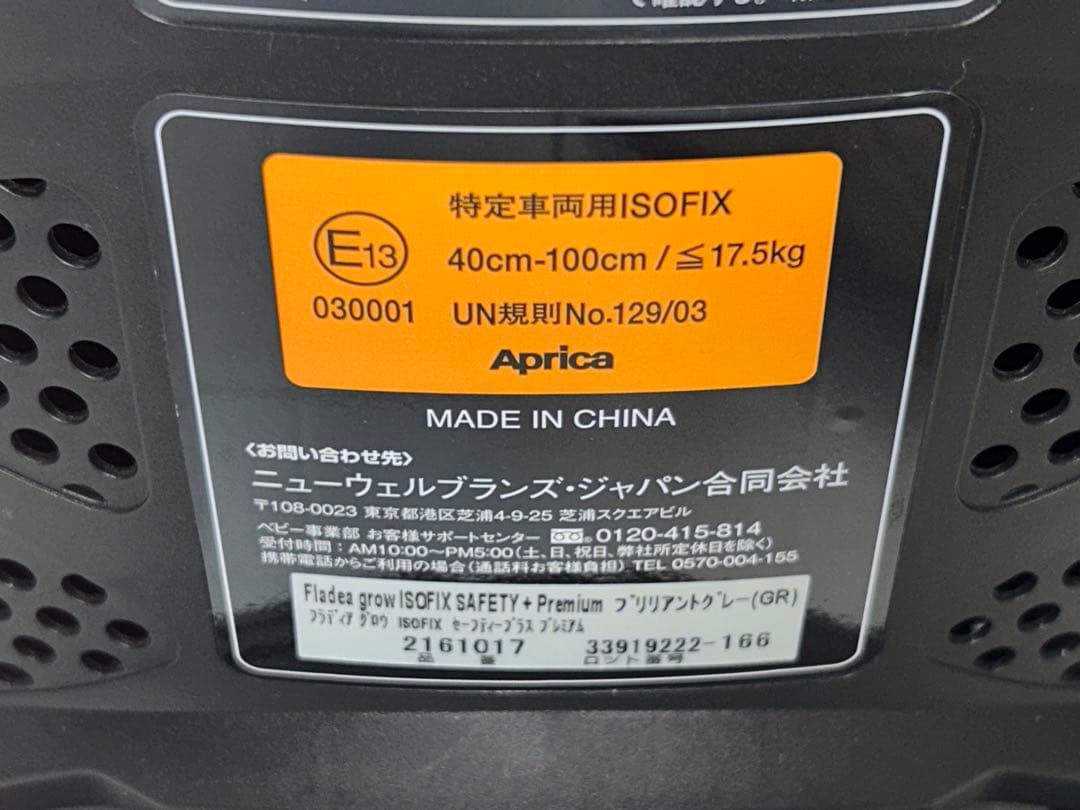 で確認する。
特定車両用ISOFIX
E13
40cm-100cm/≦17.5kg
030001
UN規則No.129/03
Aprica
MADE IN CHINA
〈お問い合わせ先〉
ニューウェルブランズ・ジャパン合同会社
〒108-0023 東京都港区芝浦4-9-25 芝浦スクエアビル
ベビー事業部 お客様サポートセンター 0120-415-814
受付時間：AM10:00〜PM5:00(土、日、祝日、弊社所定休日を除く)
携帯電話からご利用の場合(通話料お客様負担) TEL 0570-004-155
Fladea grow ISOFIX SAFETY + Premium ブリリアントグレー(GR)
フラディア グロウ ISOFIX セーフティープラス プレミアム
2161017 33919222-166
品 番 ロット番号